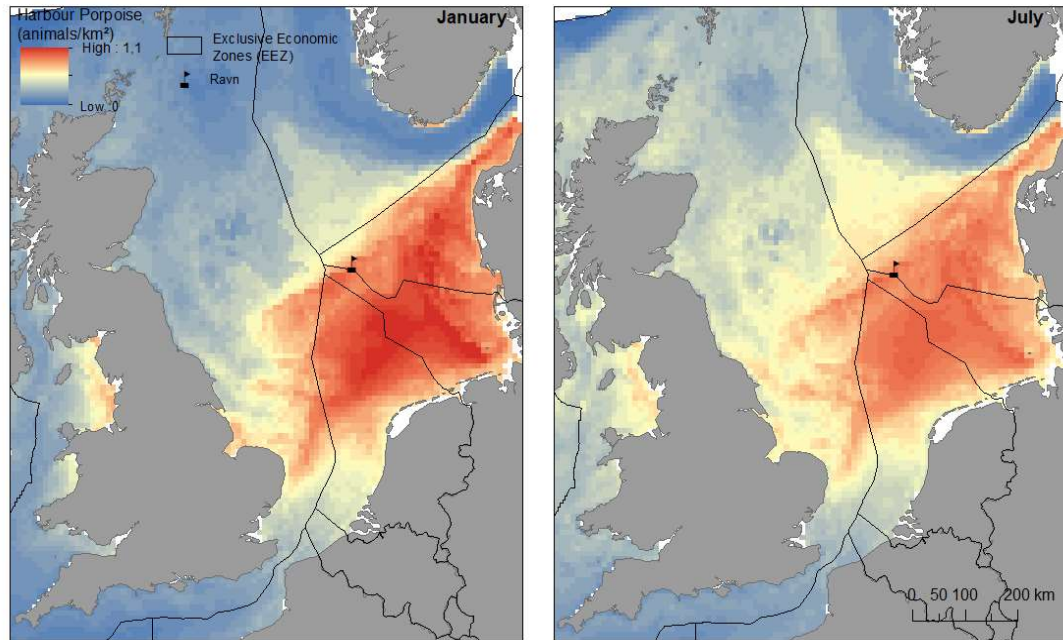 Harbour Porpoise
(animals/km²)
High : 1,1
Low :0
Exclusive Economic
Zones (EEZ)
Ravn
January
July
0 50 100 200 km